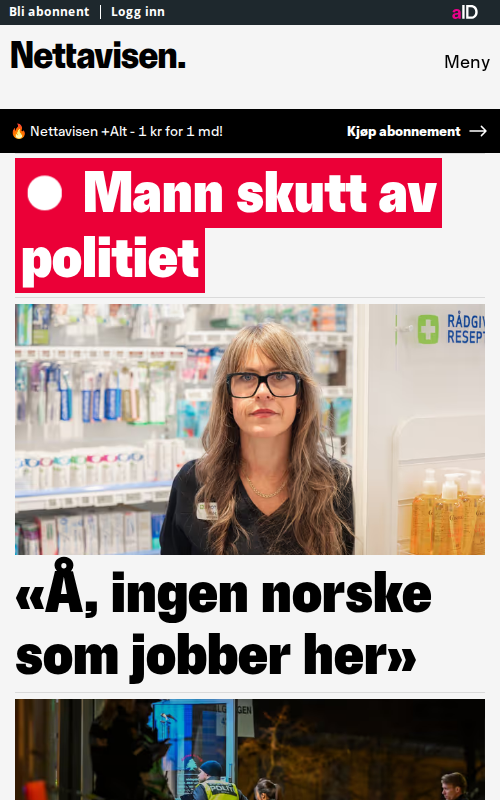 Bli abonnent | Logg inn
aID
Nettavisen.
Meny
🔥 Nettavisen +Alt - 1 kr for 1 md!
Kjøp abonnement →
Mann skutt av
politiet
RÅDGIV
RESEPT
«Å, ingen norske
som jobber her»
POLITI